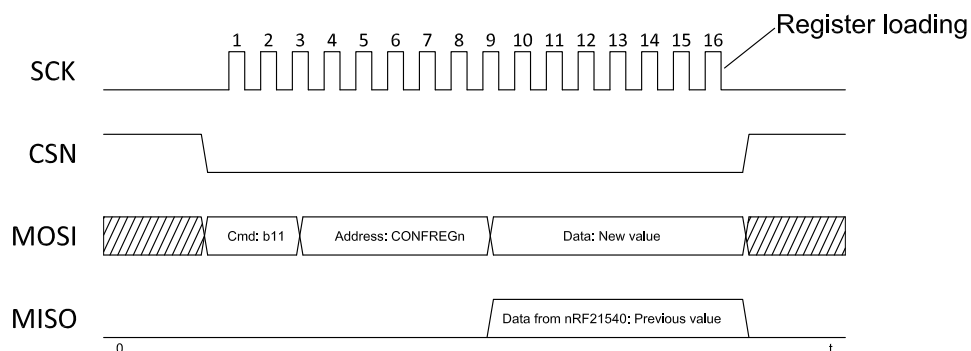 1 2 3 4 5 6 7 8 9 10 11 12 13 14 15 16
Register loading
SCK
CSN
MOSI
Cmd: b11
Address: CONFREGn
Data: New value
MISO
Data from nRF21540: Previous value
0
t